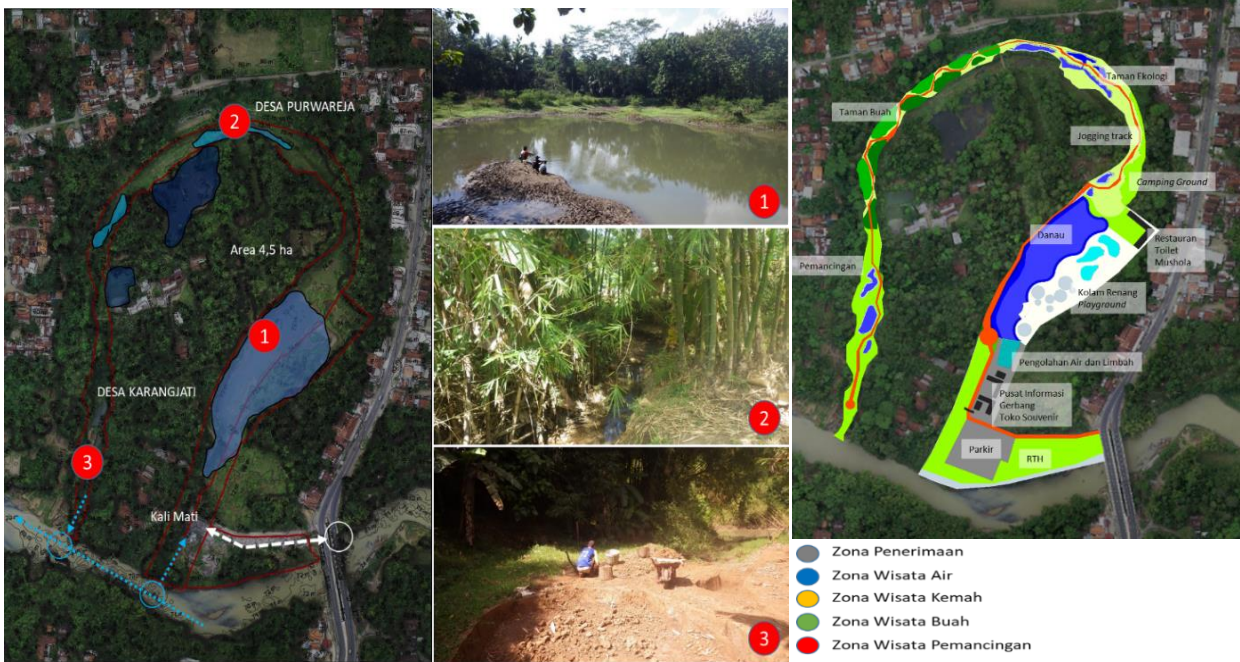 DESA PURWAREJA
2
Area 4,5 ha
1
DESA KARANGJATI
3
Kali Mati
1
2
3
Taman Ekologi
Taman Buah
Jogging track
Camping Ground
Danau
Restauran
Toilet
Mushola
Pemancingan
Kolam Renang
Playground
Pengolahan Air dan Limbah
Pusat Informasi
Gerbang
Toko Souvenir
Parkir
RTH
Zona Penerimaan
Zona Wisata Air
Zona Wisata Kemah
Zona Wisata Buah
Zona Wisata Pemancingan